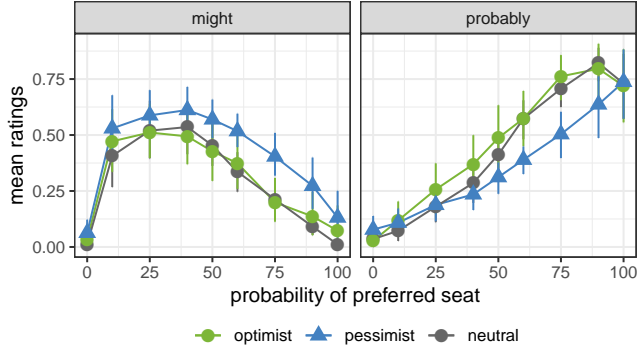 might probably
mean ratings
0.75
0.50
0.25
0.00
0 25 50 75 100 0 25 50 75 100
probability of preferred seat
optimist pessimist neutral